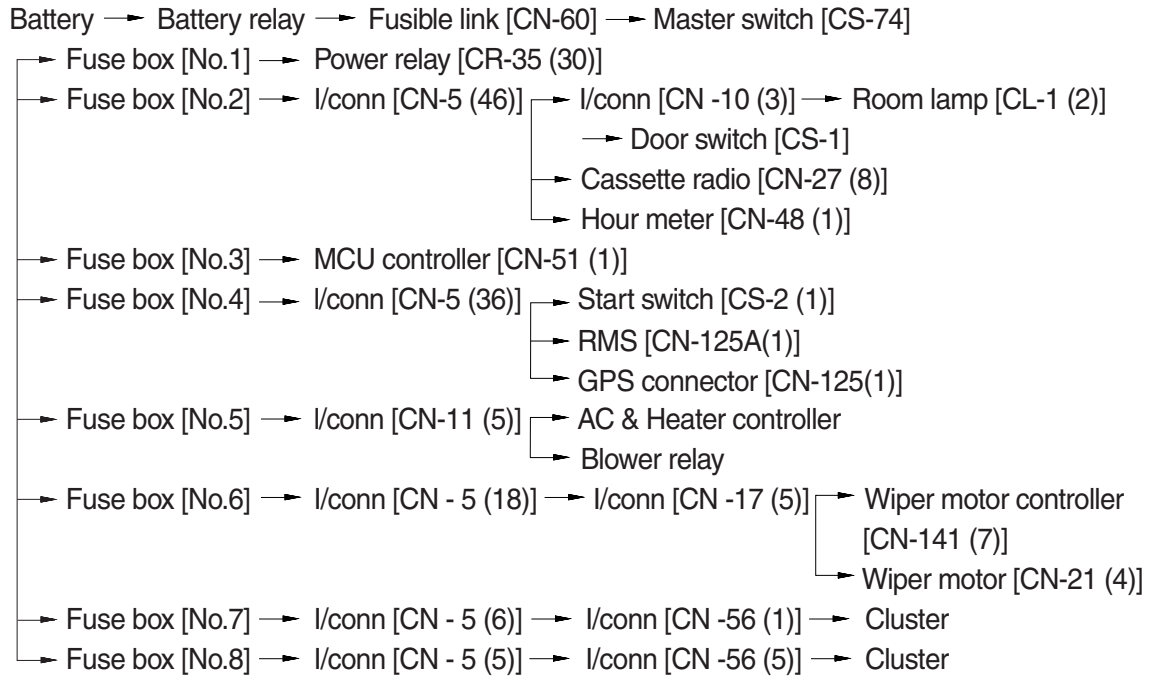 Battery → Battery relay → Fusible link [CN-60] → Master switch [CS-74]
Fuse box [No.1] → Power relay [CR-35 (30)]
Fuse box [No.2] → I/conn [CN-5 (46)] → I/conn [CN -10 (3)] → Room lamp [CL-1 (2)]
→ Door switch [CS-1]
Cassette radio [CN-27 (8)]
Hour meter [CN-48 (1)]
Fuse box [No.3] → MCU controller [CN-51 (1)]
Fuse box [No.4] → I/conn [CN-5 (36)] → Start switch [CS-2 (1)]
RMS [CN-125A(1)]
GPS connector [CN-125(1)]
Fuse box [No.5] → I/conn [CN-11 (5)] → AC & Heater controller
Blower relay
Fuse box [No.6] → I/conn [CN - 5 (18)] → I/conn [CN -17 (5)] → Wiper motor controller
[CN-141 (7)]
Wiper motor [CN-21 (4)]
Fuse box [No.7] → I/conn [CN - 5 (6)] → I/conn [CN -56 (1)] → Cluster
Fuse box [No.8] → I/conn [CN - 5 (5)] → I/conn [CN -56 (5)] → Cluster